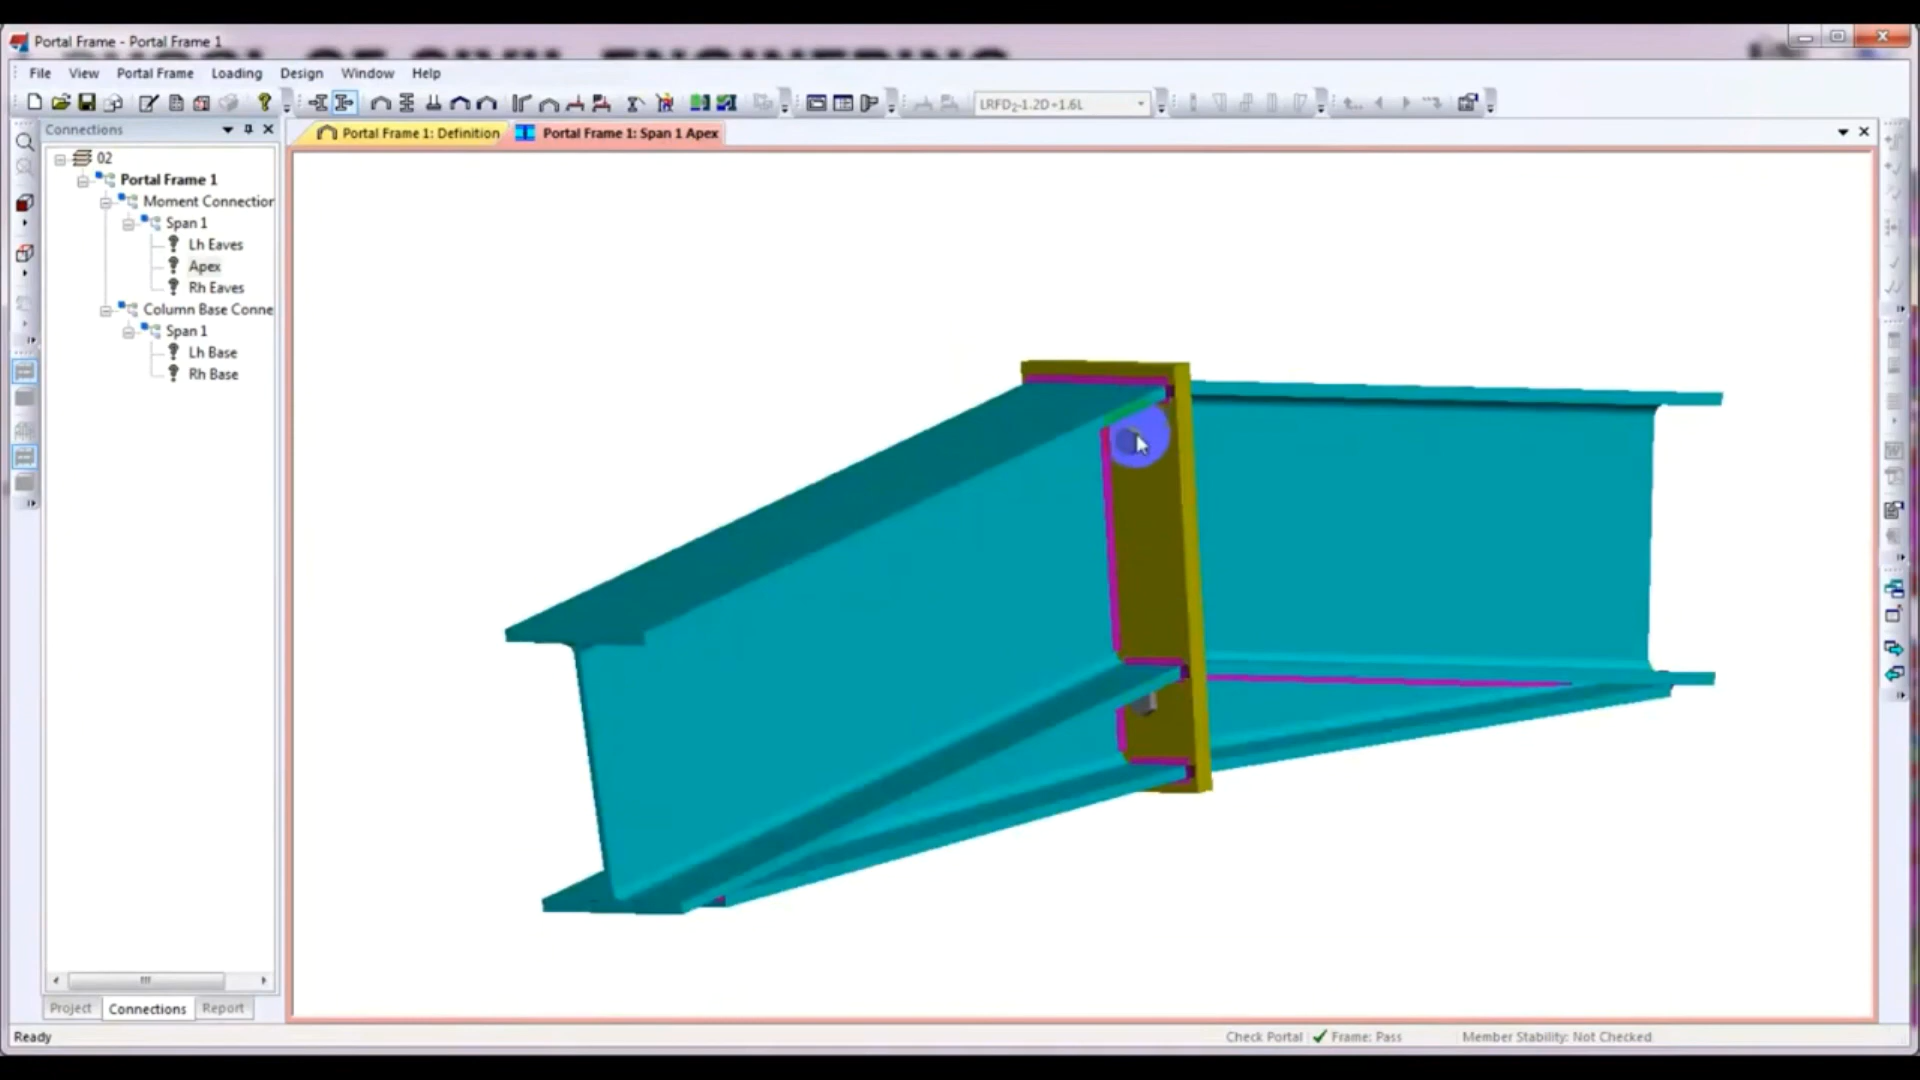 Portal Frame - Portal Frame 1
OF CIVIL ENGINEERING
File View Portal Frame Loading Design Window Help
LRFD2-1.2D+1.6L
Connections
Portal Frame 1: Definition
Portal Frame 1: Span 1 Apex
02
Portal Frame 1
Moment Connection
Span 1
Lh Eaves
Apex
Rh Eaves
Column Base Conne
Span 1
Lh Base
Rh Base
Project Connections Report
Ready
Check Portal
Frame: Pass
Member Stability: Not Checked